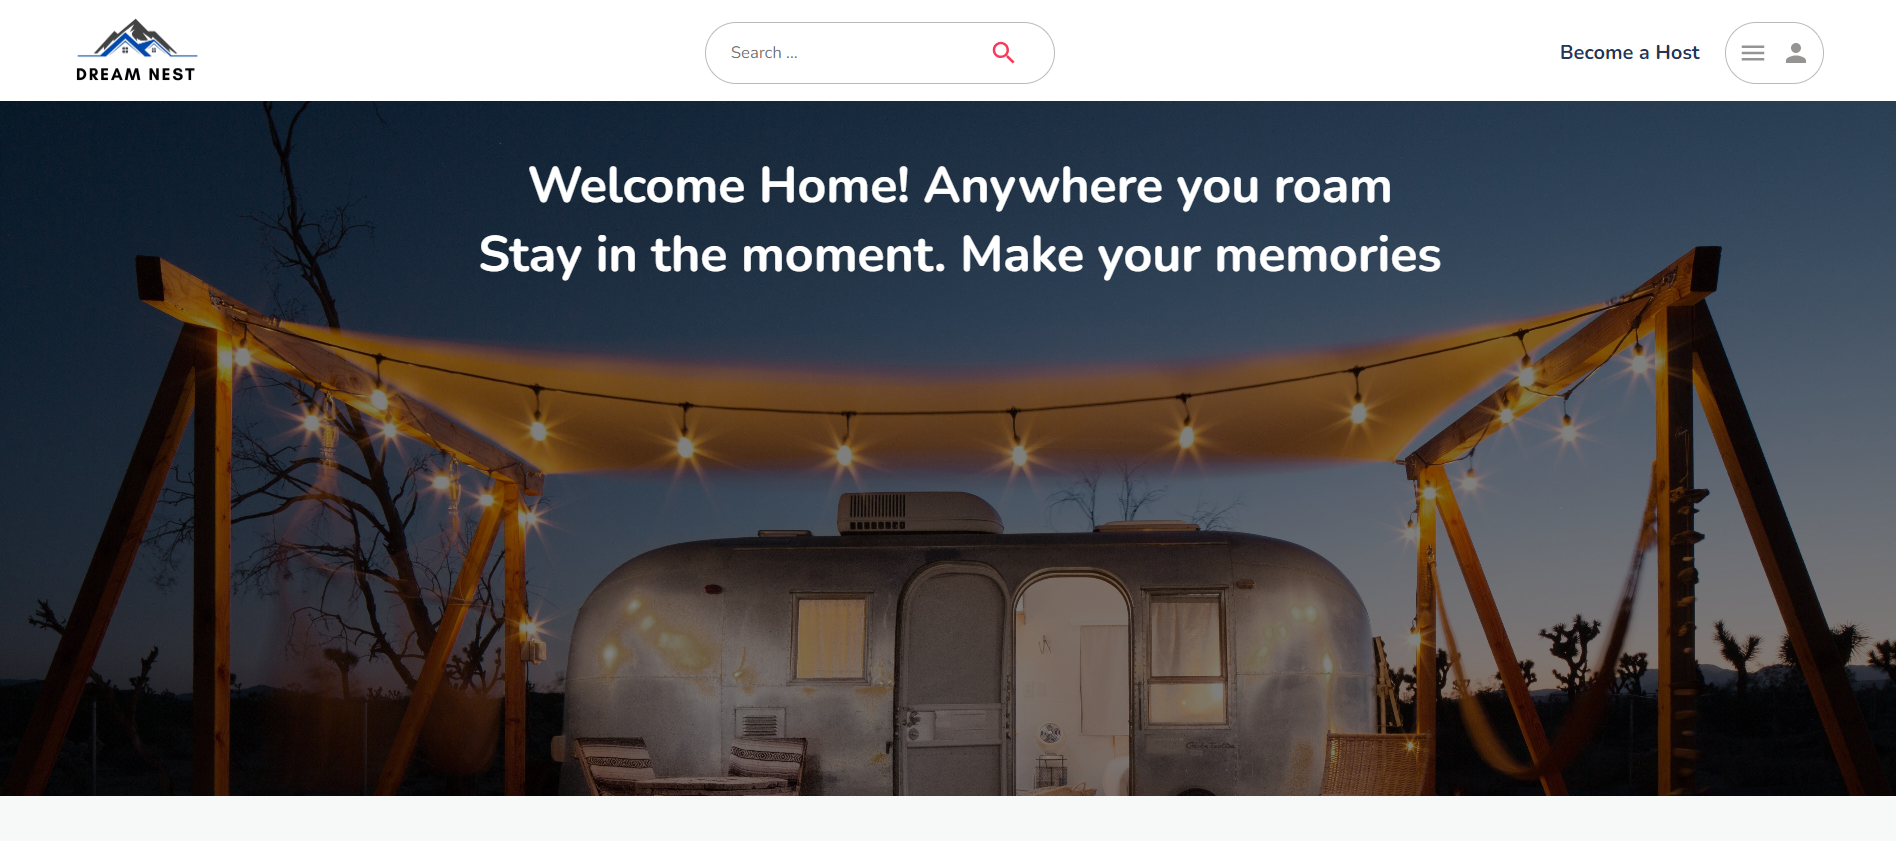 DREAM NEST
Search ...
Become a Host
Welcome Home! Anywhere you roam
Stay in the moment. Make your memories